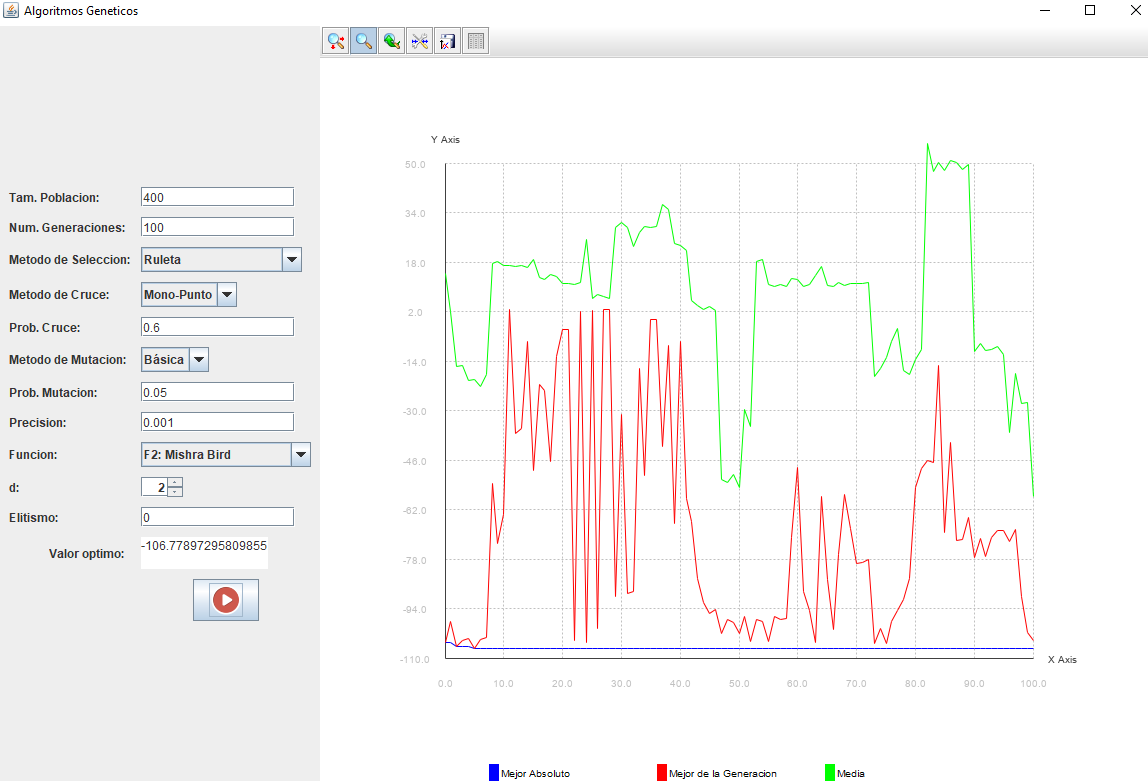 Algoritmos Geneticos
Tam. Poblacion: 400
Num. Generaciones: 100
Metodo de Seleccion: Ruleta
Metodo de Cruce: Mono-Punto
Prob. Cruce: 0.6
Metodo de Mutacion: Básica
Prob. Mutacion: 0.05
Precision: 0.001
Funcion: F2: Mishra Bird
d: 2
Elitismo: 0
Valor optimo: -106.77897295809855
Y Axis
50.0
34.0
18.0
2.0
-14.0
-30.0
-46.0
-62.0
-78.0
-94.0
-110.0
X Axis
0.0 10.0 20.0 30.0 40.0 50.0 60.0 70.0 80.0 90.0 100.0
Mejor Absoluto Mejor de la Generacion Media